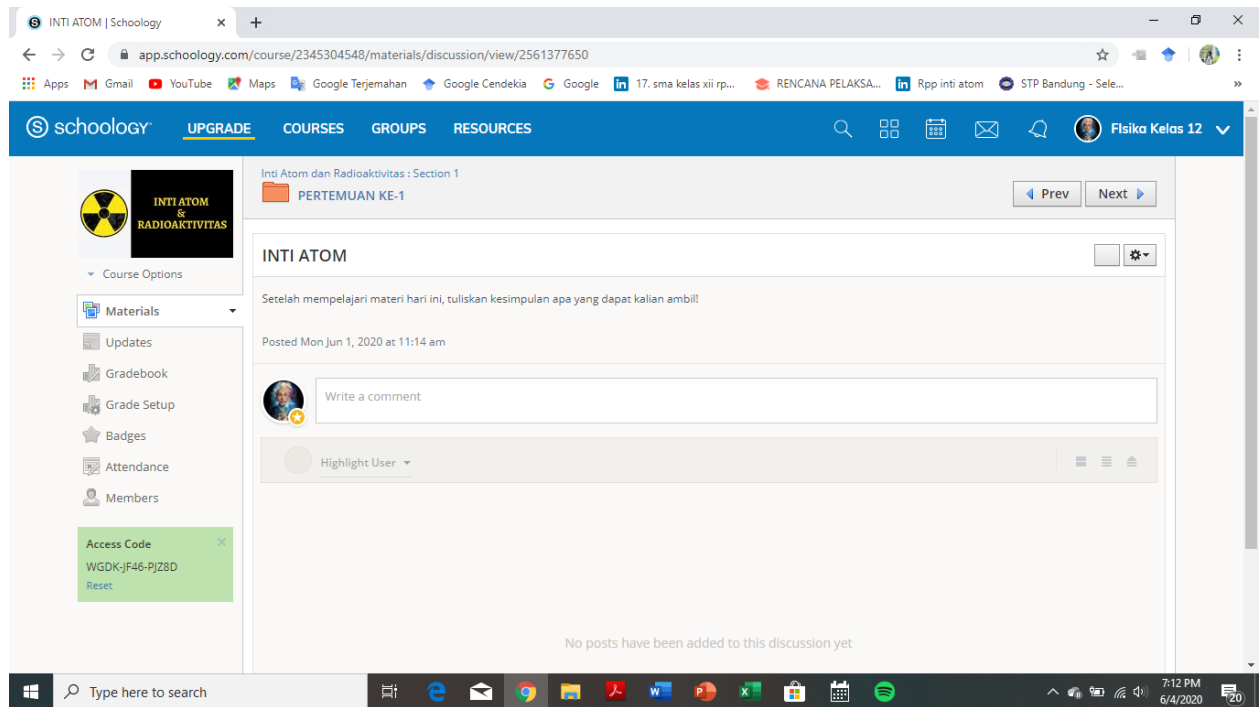 INTI ATOM | Schoology
app.schoology.com/course/2345304548/materials/discussion/view/2561377650
Apps Gmail YouTube Maps Google Terjemahan Google Cendekia Google 17. sma kelas xii rp... RENCANA PELAKSA... Rpp inti atom STP Bandung - Sele... »
schoology UPGRADE COURSES GROUPS RESOURCES FIsika Kelas 12
INTI ATOM
&
RADIOAKTIVITAS
Course Options
Materials
Updates
Gradebook
Grade Setup
Badges
Attendance
Members
Access Code
WGDK-JF46-PJZ8D
Reset
Inti Atom dan Radioaktivitas : Section 1
PERTEMUAN KE-1
Prev Next
INTI ATOM
Setelah mempelajari materi hari ini, tuliskan kesimpulan apa yang dapat kalian ambil!
Posted Mon Jun 1, 2020 at 11:14 am
Write a comment
Highlight User
No posts have been added to this discussion yet
Type here to search
7:12 PM
6/4/2020
20